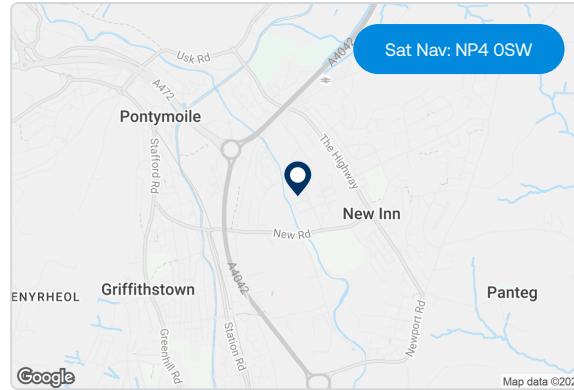 Sat Nav: NP4 0SW
Usk Rd
A4042
A472
Pontymoile
The Highway
Stafford Rd
New Inn
New Rd
A4042
Griffithstown
ENYRHEOL
Panteg
Station Rd
Newport Rd
Greenhill Rd
Google
Map data ©202